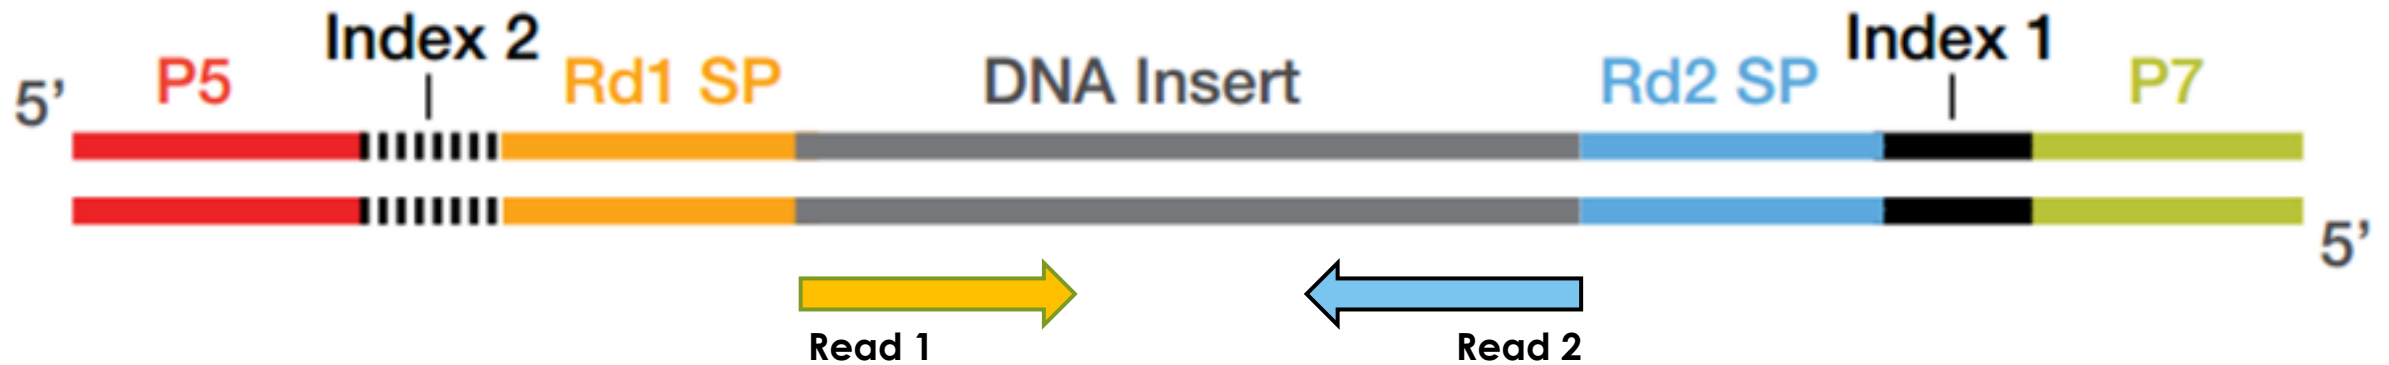 Index 2
Index 1
5’
P5
Rd1 SP
DNA Insert
Rd2 SP
P7
5’
Read 1
Read 2